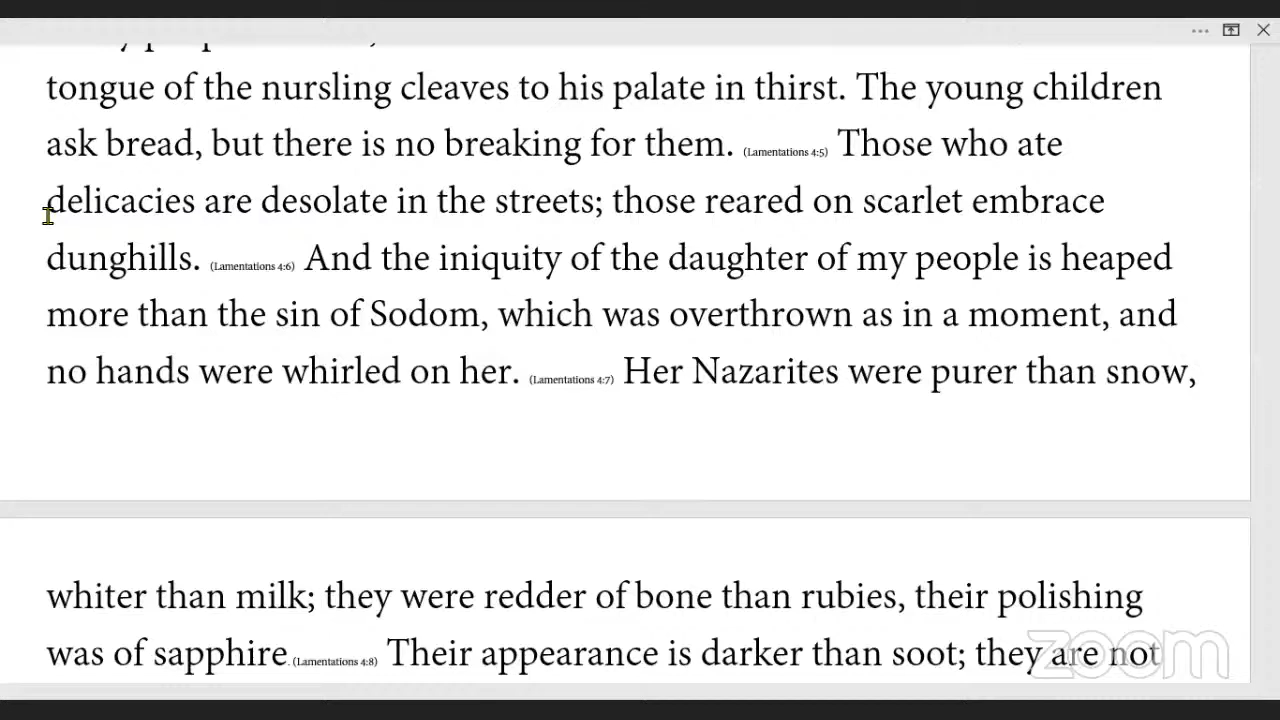 tongue of the nursling cleaves to his palate in thirst. The young children
ask bread, but there is no breaking for them. (Lamentations 4:5) Those who ate
delicacies are desolate in the streets; those reared on scarlet embrace
dunghills. (Lamentations 4:6) And the iniquity of the daughter of my people is heaped
more than the sin of Sodom, which was overthrown as in a moment, and
no hands were whirled on her. (Lamentations 4:7) Her Nazarites were purer than snow,
whiter than milk; they were redder of bone than rubies, their polishing
was of sapphire. (Lamentations 4:8) Their appearance is darker than soot; they are not
zoom